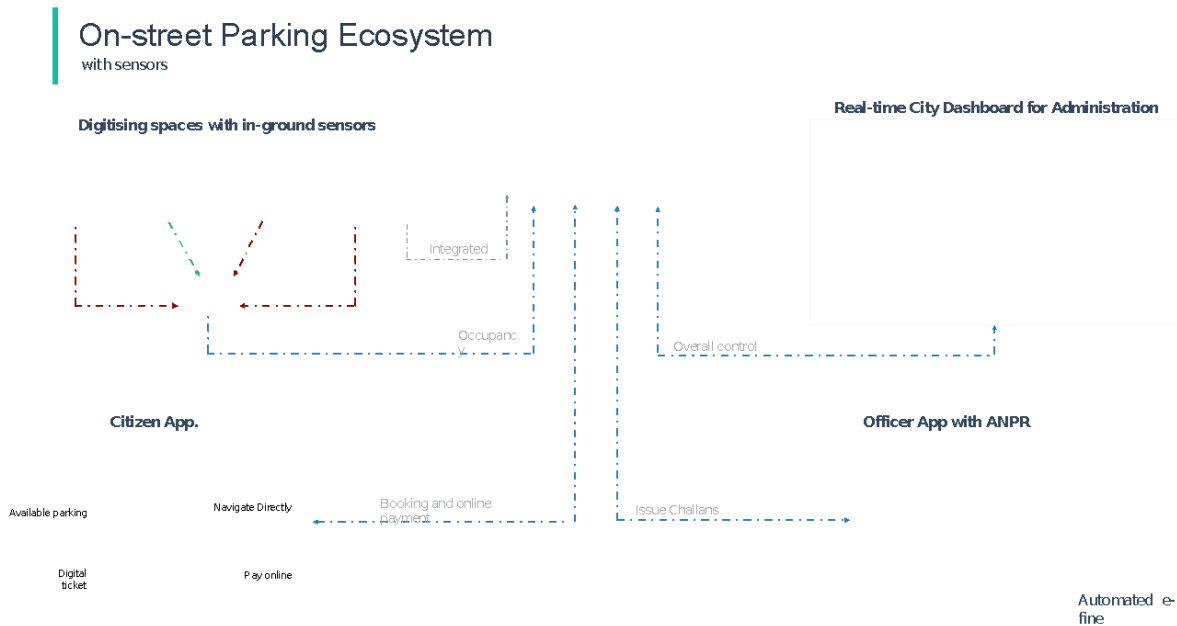 On-street Parking Ecosystem
with sensors
Real-time City Dashboard for Administration
Digitising spaces with in-ground sensors
Integrated
Occupanc
y
Overall control
Citizen App.
Officer App with ANPR
Available parking
Navigate Directly
Booking and online
payment
Issue Challans
Digital
ticket
Pay online
Automated e-
fine